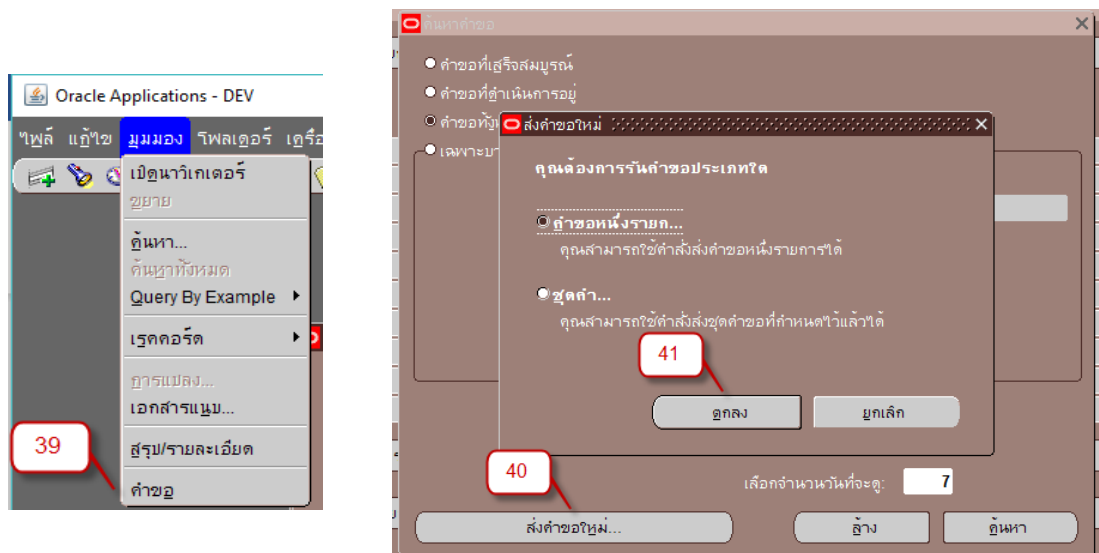 Oracle Applications - DEV
ไฟล์ แก้ไข มุมมอง โฟลเดอร์ เครื่อ
เปิดนาวิเกเตอร์
ขยาย
ค้นหา...
ค้นหาทั้งหมด
Query By Example
เรคคอร์ด
การแปล...
เอกสารแนบ...
สรุป/รายละเอียด
คำขอ
39
ค้นหาคำขอ
คำขอที่เสร็จสมบูรณ์
คำขอที่ดำเนินการอยู่
คำขอทั้ง
เฉพาะบา
ส่งคำขอใหม่
คุณต้องการรันคำขอประเภทใด
คำขอหนึ่งรายก...
คุณสามารถใช้คำสั่งส่งคำขอหนึ่งรายการได้
ชุดคำ...
คุณสามารถใช้คำสั่งส่งชุดคำขอที่กำหนดไว้แล้วได้
41
ตกลง ยกเลิก
40
เลือกจำนวนวันที่จะดู: 7
ส่งคำขอใหม่... ล้าง ค้นหา